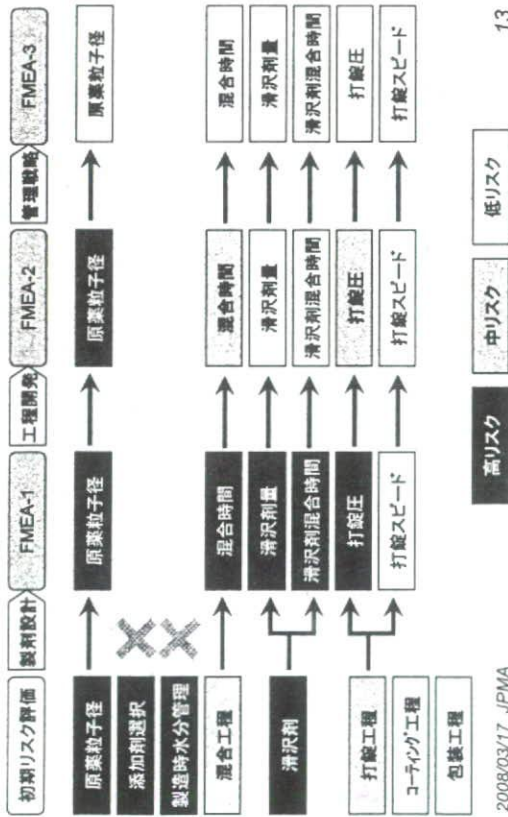 初期リスク評価
製剤設計
FMEA-1
工程開発
FMEA-2
管理戦略
FMEA-3
原薬粒子径
原薬粒子径
原薬粒子径
原薬粒子径
添加剤選択
製造時水分管理
混合工程
混合時間
混合時間
混合時間
滑沢剤
滑沢剤量
滑沢剤量
滑沢剤量
滑沢剤混合時間
滑沢剤混合時間
滑沢剤混合時間
打錠工程
打錠圧
打錠圧
打錠圧
打錠スピード
打錠スピード
打錠スピード
コーティング工程
包装工程
高リスク
中リスク
低リスク
2008/03/17 JPMA
13